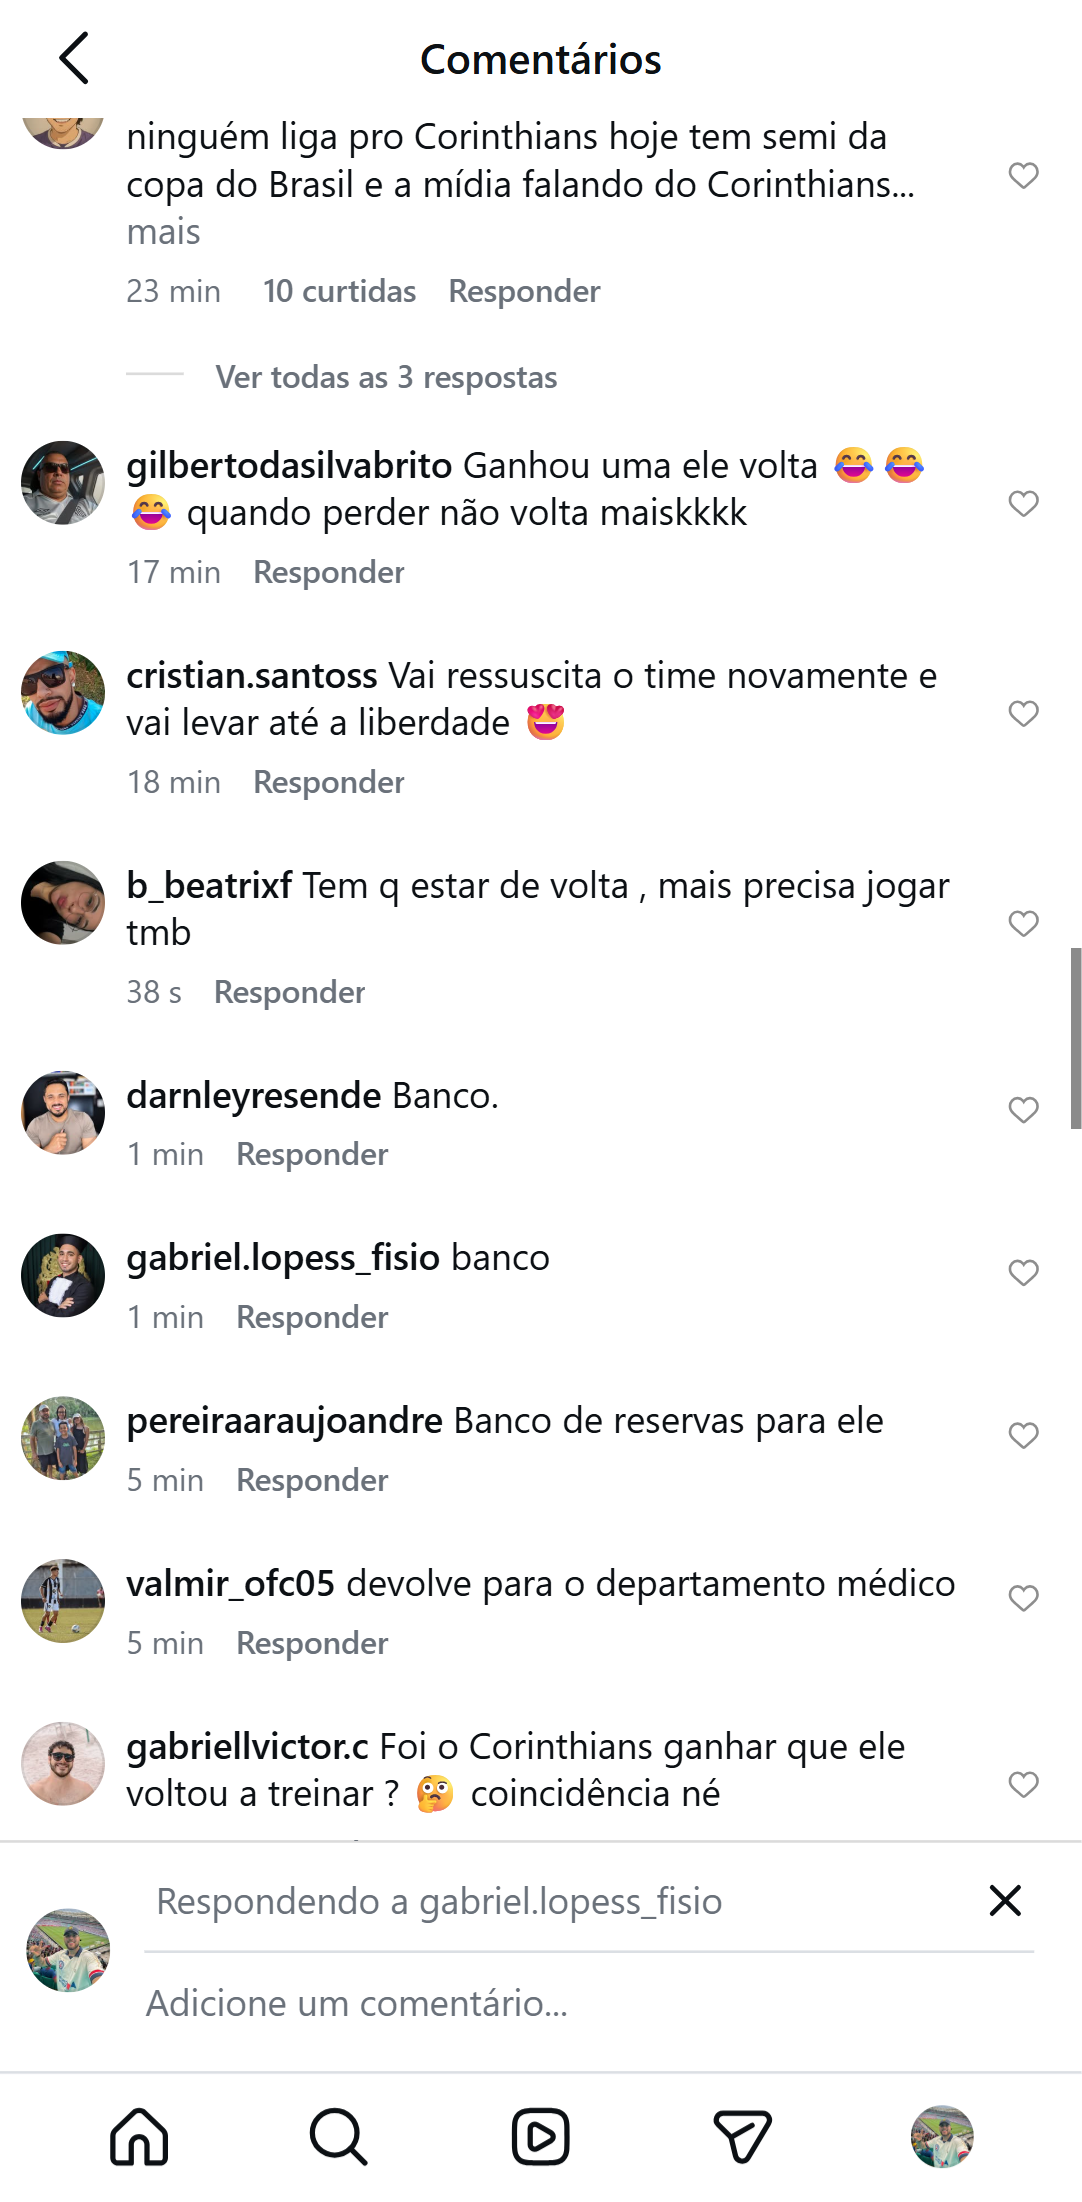 Comentários
ninguém liga pro Corinthians hoje tem semi da
copa do Brasil e a mídia falando do Corinthians...
mais
23 min 10 curtidas Responder
Ver todas as 3 respostas
gilbertodasilvabrito Ganhou uma ele volta 😂😂
😂 quando perder não volta maiskkkk
17 min Responder
cristian.santoss Vai ressuscita o time novamente e
vai levar até a liberdade 😍
18 min Responder
b_beatrixf Tem q estar de volta , mais precisa jogar
tmb
38 s Responder
darnleyresende Banco.
1 min Responder
gabriel.lopess_fisio banco
1 min Responder
pereiraaraujoandre Banco de reservas para ele
5 min Responder
valmir_ofc05 devolve para o departamento médico
5 min Responder
gabriellvictor.c Foi o Corinthians ganhar que ele
voltou a treinar ? 🤔 coincidência né
Respondendo a gabriel.lopess_fisio
Adicione um comentário...